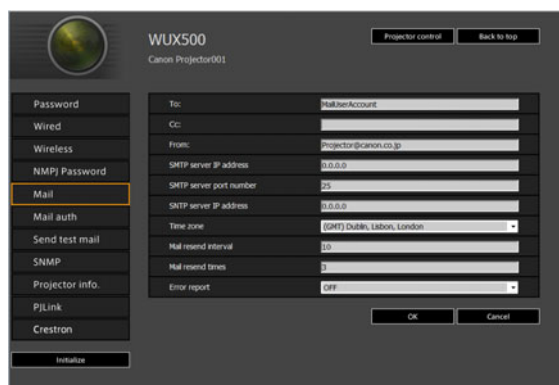 WUX500
Canon Projector001
Projector control
Back to top
Password
Wired
Wireless
NMPJ Password
Mail
Mail auth
Send test mail
SNMP
Projector info.
PJLink
Crestron
Initialize
To: MailUserAccount
Cc:
From: Projector@canon.co.jp
SMTP server IP address 0.0.0.0
SMTP server port number 25
SNTP server IP address 0.0.0.0
Time zone (GMT) Dublin, Lisbon, London
Mail resend interval 10
Mail resend times 3
Error report OFF
OK
Cancel